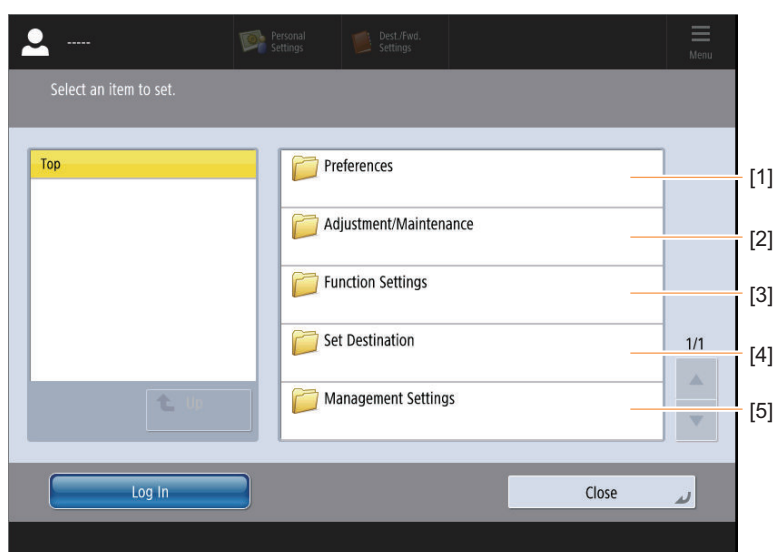 -----
Personal
Settings
Dest./Fwd.
Settings
Menu
Select an item to set.
Top
Preferences
[1]
Adjustment/Maintenance
[2]
Function Settings
[3]
Set Destination
1/1
[4]
Up
Management Settings
[5]
Log In
Close